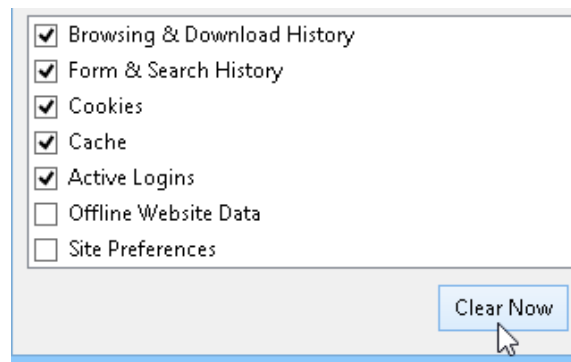 Browsing & Download History
Form & Search History
Cookies
Cache
Active Logins
Offline Website Data
Site Preferences
Clear Now